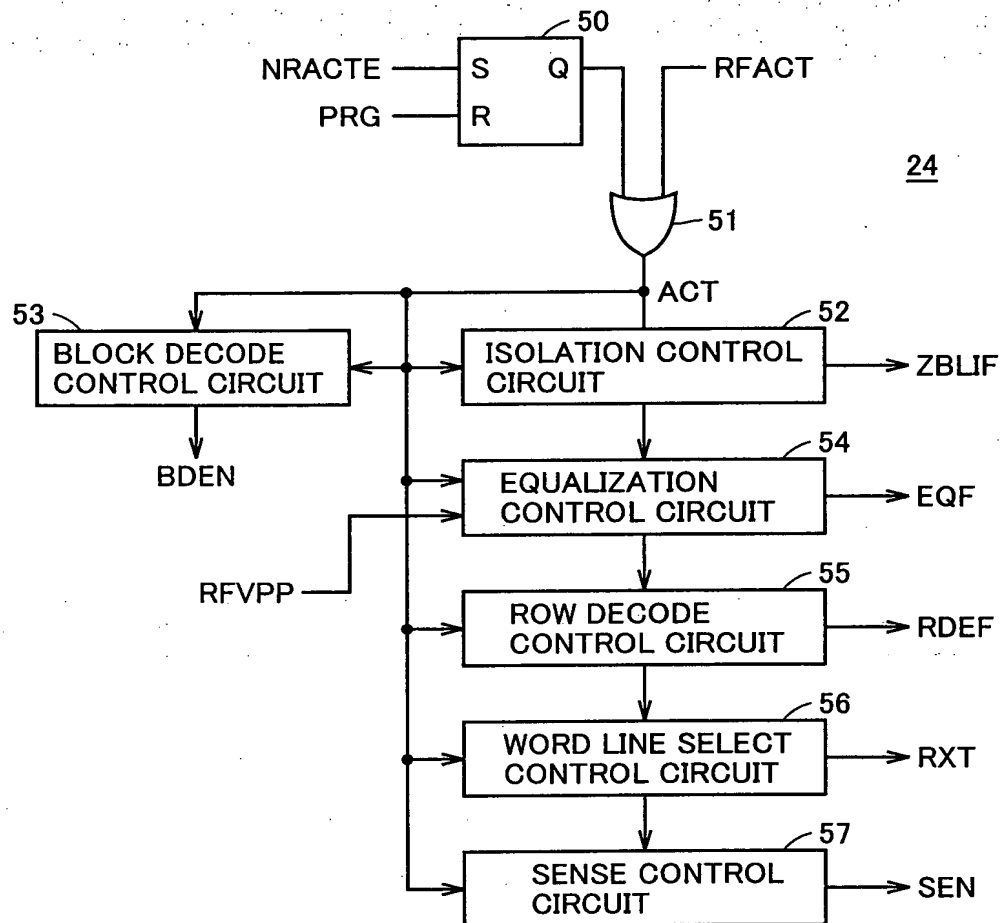 50
NRACTE
S
Q
RFACT
PRG
R
24
51
ACT
53
52
BLOCK DECODE
CONTROL CIRCUIT
ISOLATION CONTROL
CIRCUIT
ZBLIF
BDEN
54
EQUALIZATION
CONTROL CIRCUIT
EQF
RFVPP
55
ROW DECODE
CONTROL CIRCUIT
RDEF
56
WORD LINE SELECT
CONTROL CIRCUIT
RXT
57
SENSE CONTROL
CIRCUIT
SEN